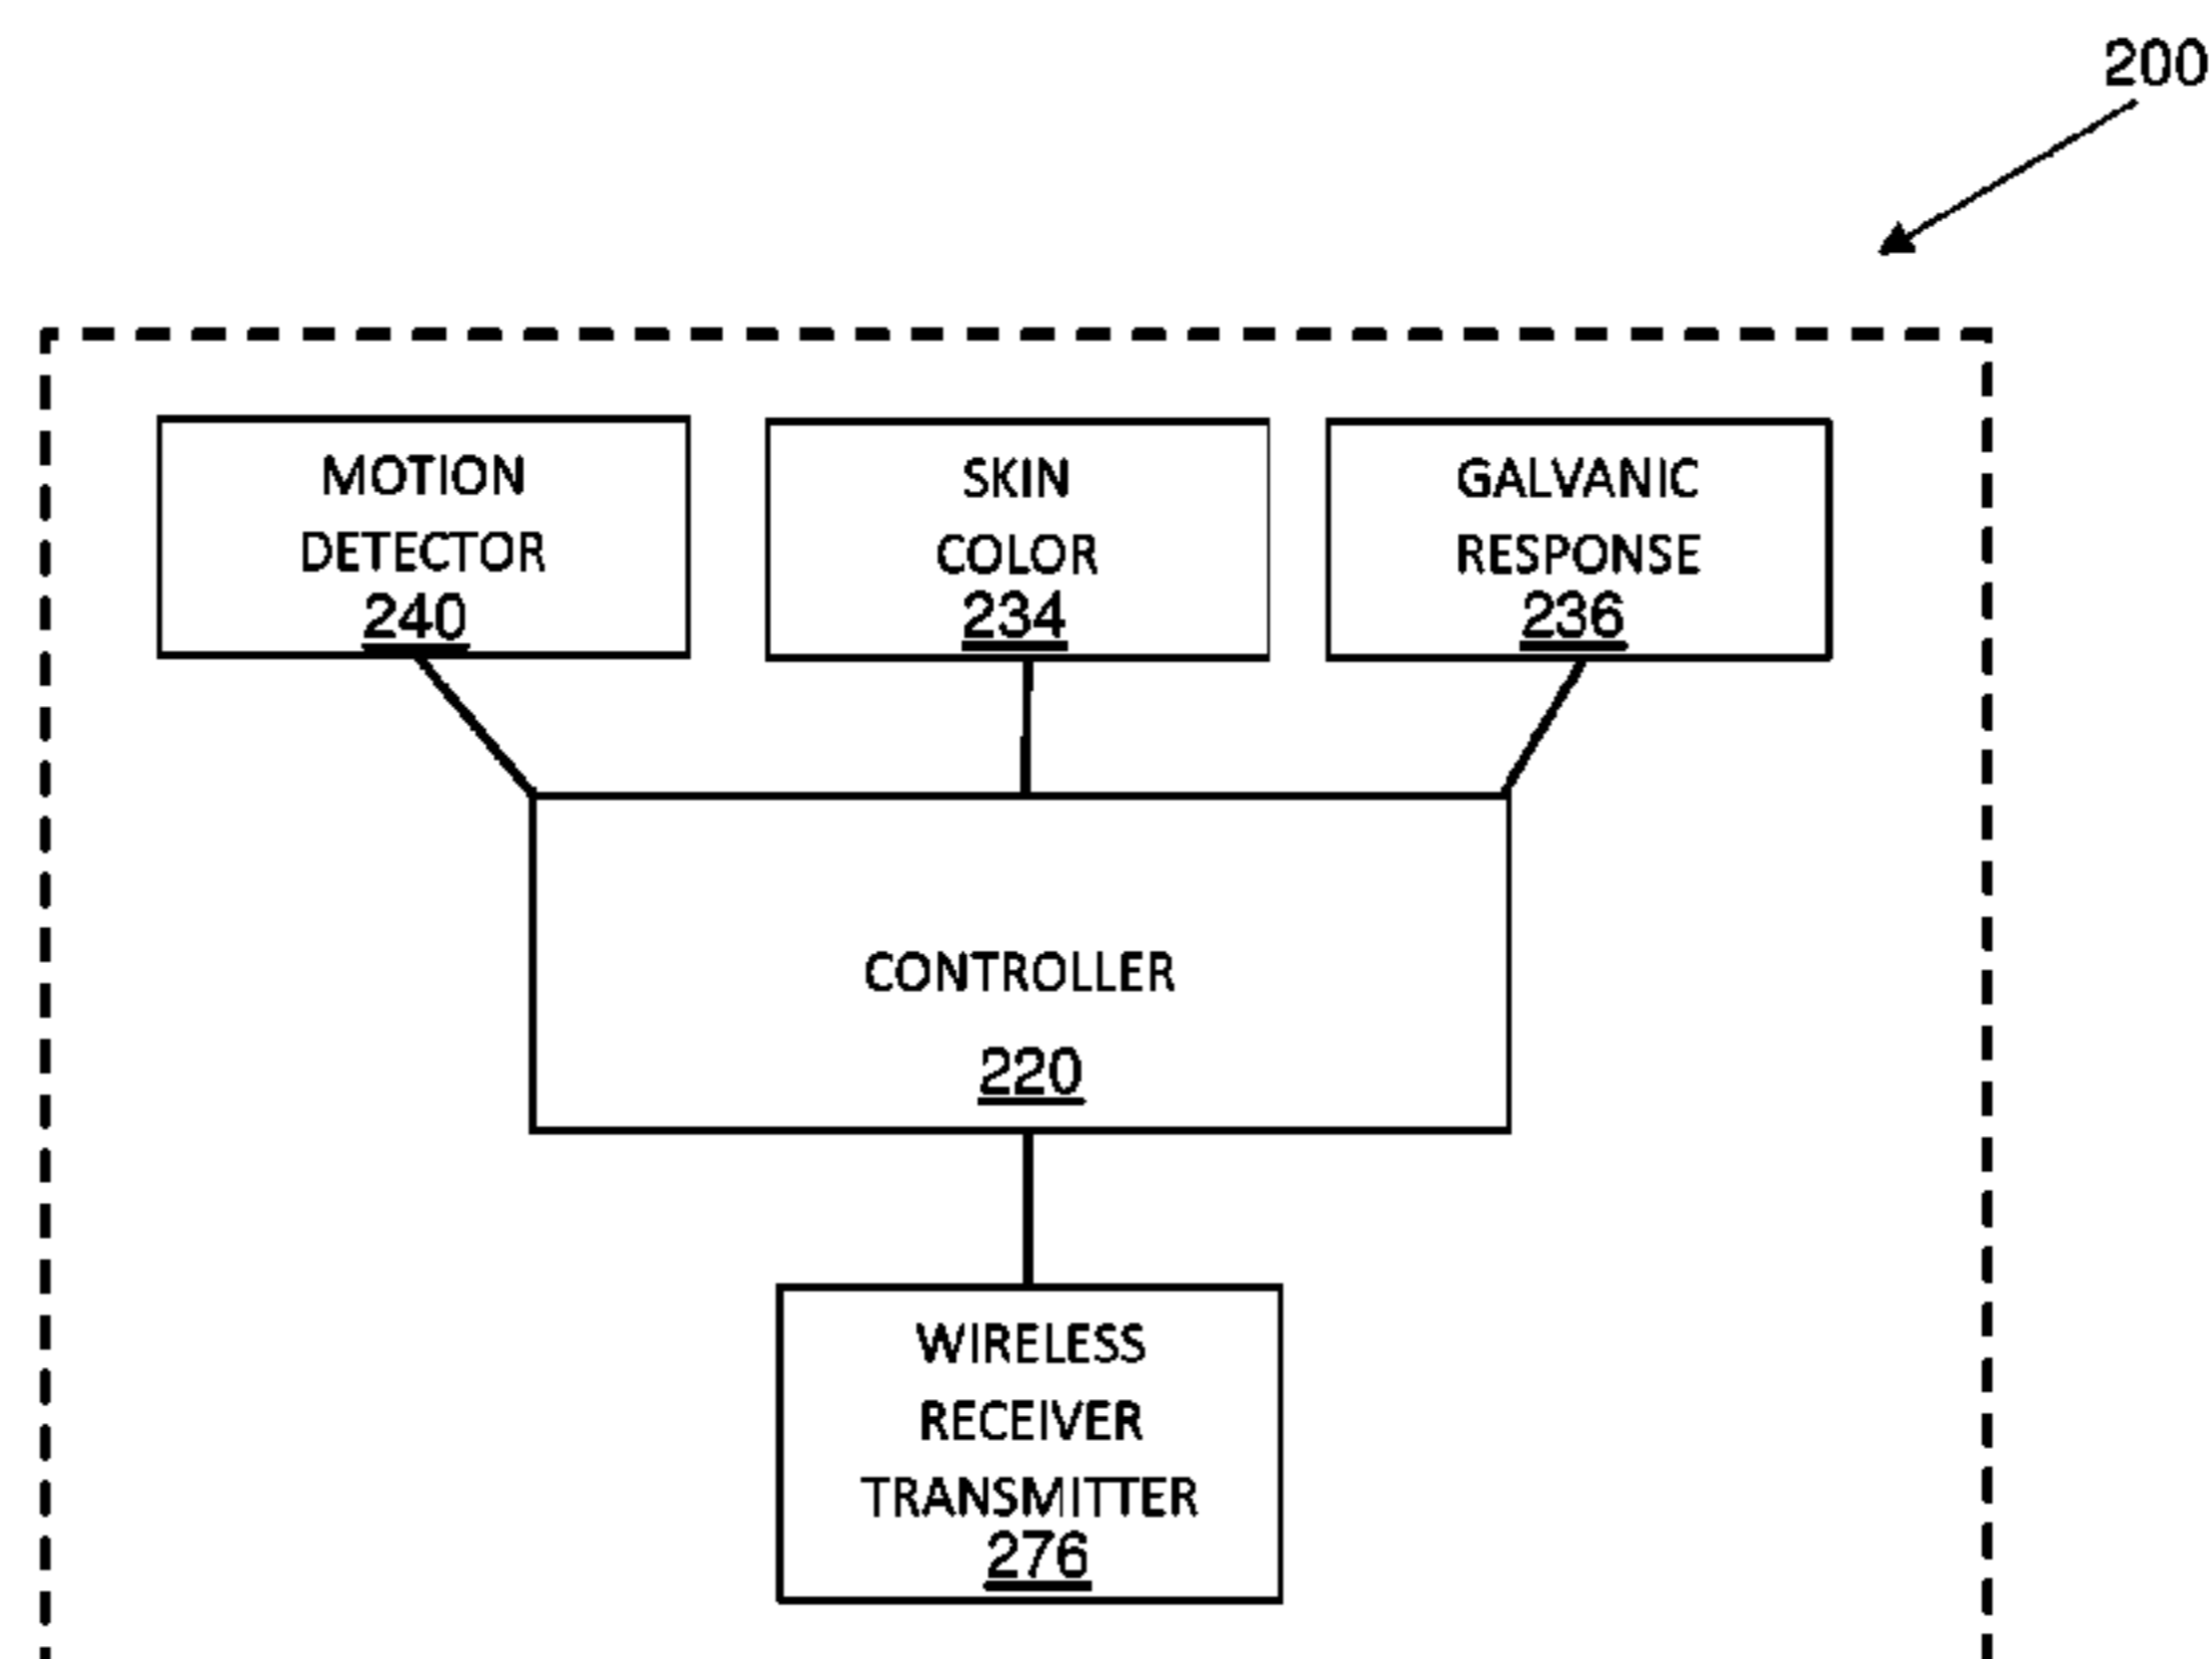 200
MOTION
DETECTOR
240
SKIN
COLOR
234
GALVANIC
RESPONSE
236
CONTROLLER
220
WIRELESS
RECEIVER
TRANSMITTER
276